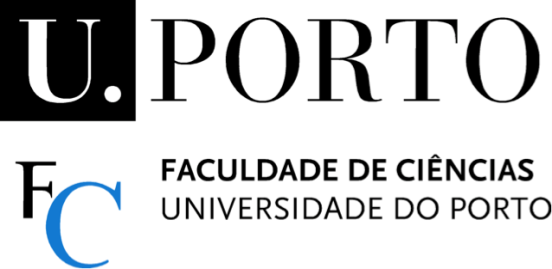 U. PORTO
FC
FACULDADE DE CIÊNCIAS
UNIVERSIDADE DO PORTO